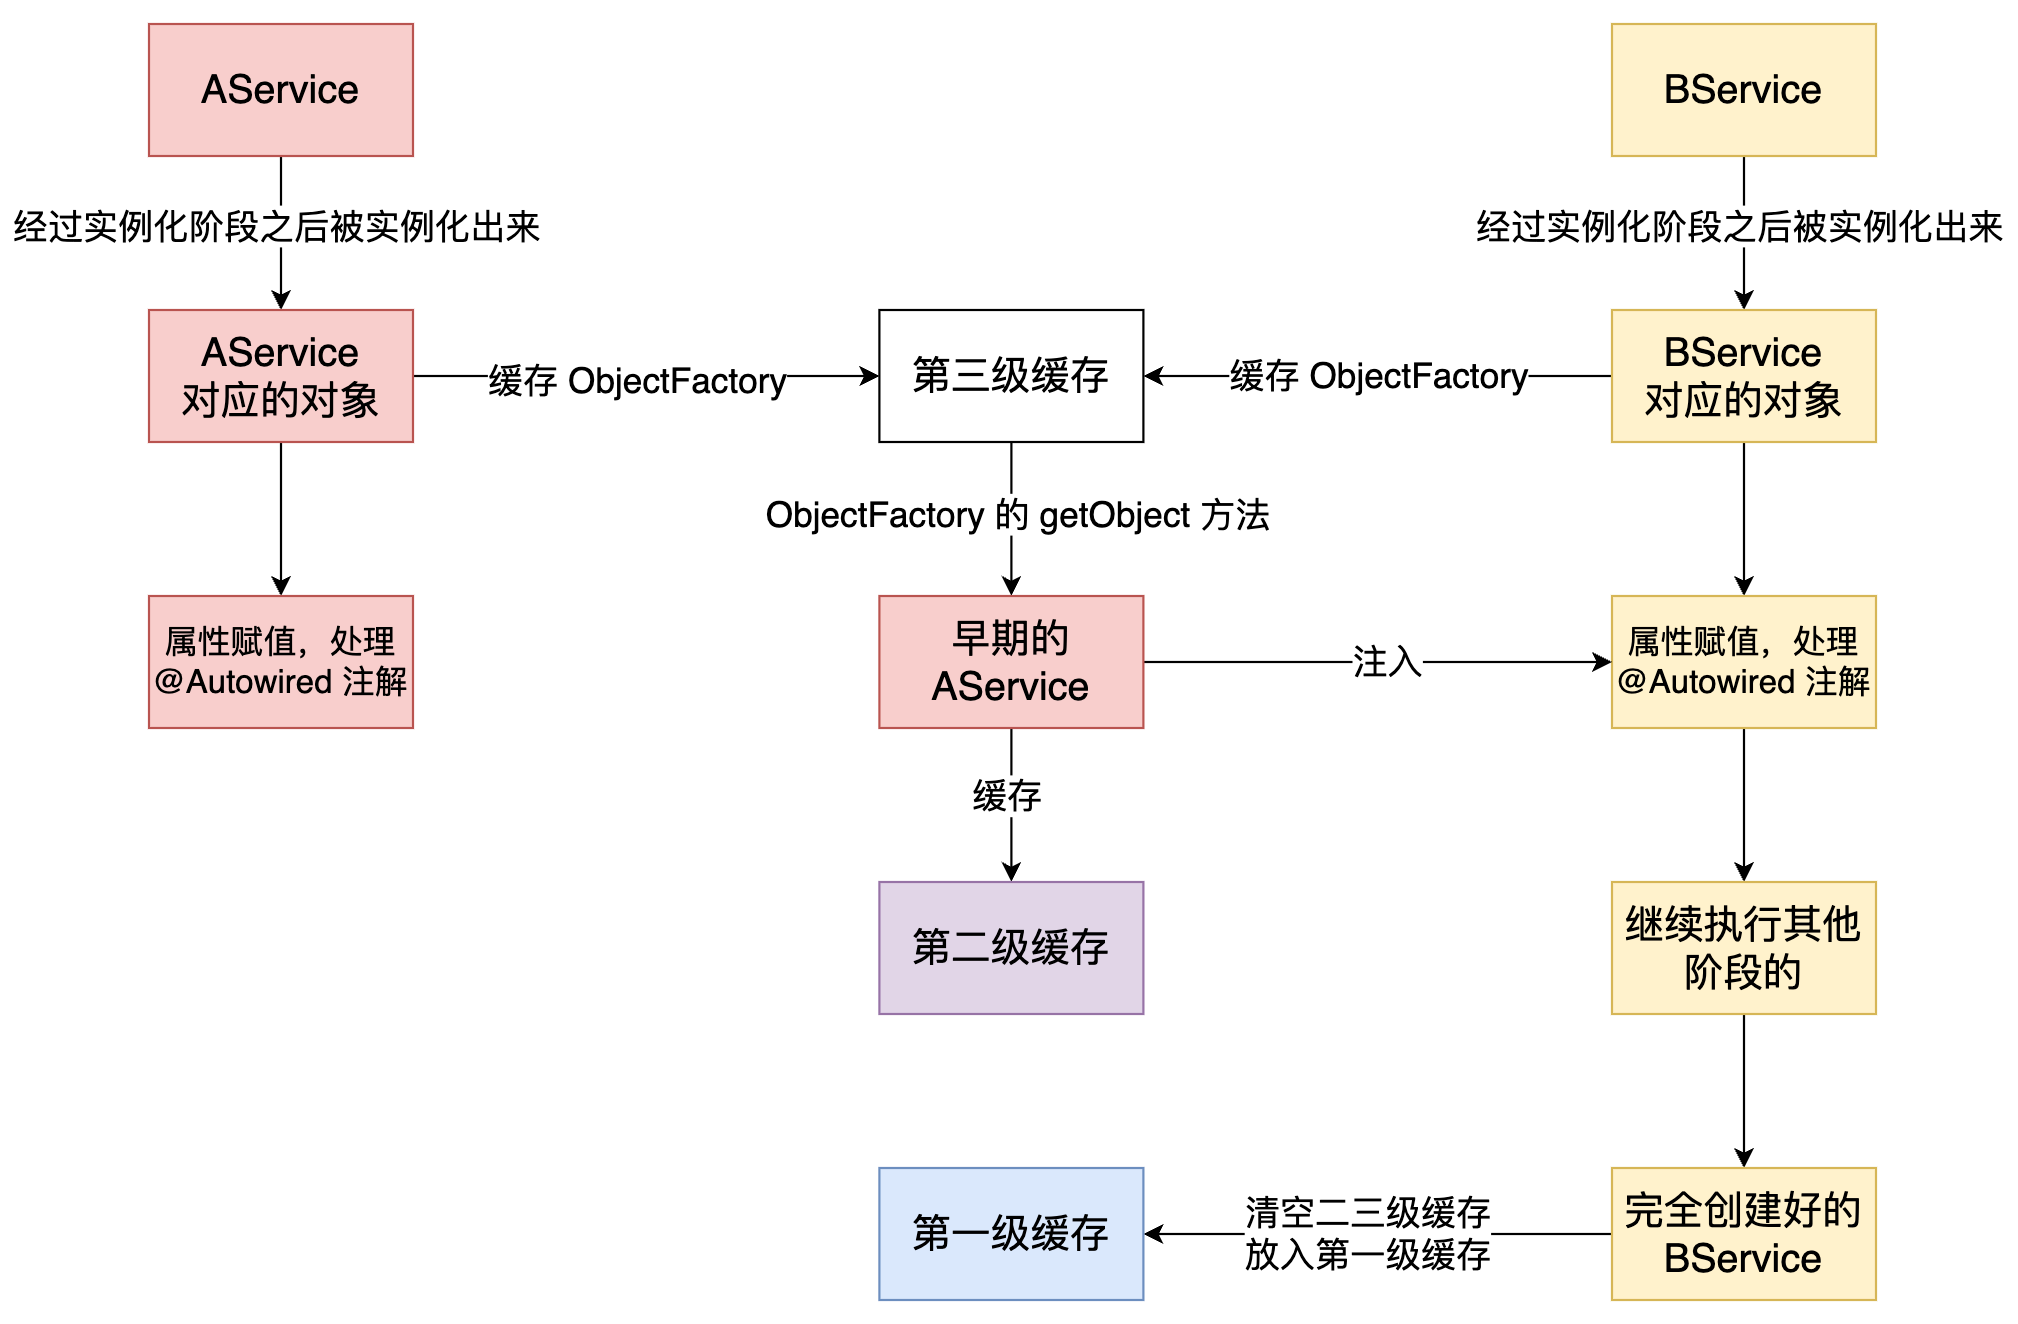 AService
BService
经过实例化阶段之后被实例化出来
经过实例化阶段之后被实例化出来
AService
对应的对象
缓存 ObjectFactory
第三级缓存
缓存 ObjectFactory
BService
对应的对象
ObjectFactory 的 getObject 方法
属性赋值，处理
@Autowired 注解
早期的
AService
注入
属性赋值，处理
@Autowired 注解
缓存
第二级缓存
继续执行其他
阶段的
第一级缓存
清空二三级缓存
放入第一级缓存
完全创建好的
BService